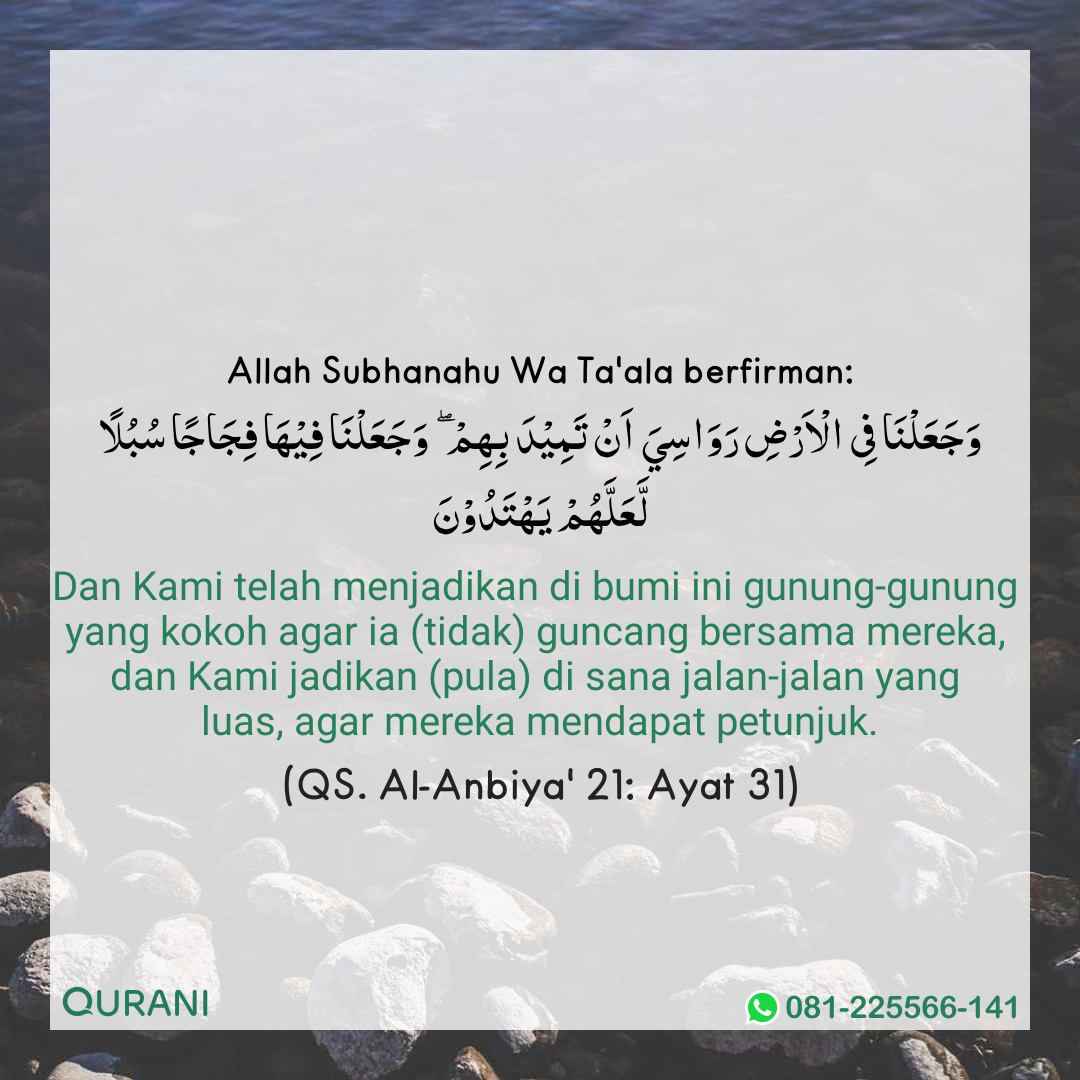 Allah Subhanahu Wa Ta'ala berfirman:
وَجَعَلْنَا فِى الْاَرْضِ رَوَاسِيَ اَنْ تَمِيْدَ بِهِمْ ۖ وَجَعَلْنَا فِيْهَا فِجَاجًا سُبُلًا
لَّعَلَّهُمْ يَهْتَدُوْنَ
Dan Kami telah menjadikan di bumi ini gunung-gunung
yang kokoh agar ia (tidak) guncang bersama mereka,
dan Kami jadikan (pula) di sana jalan-jalan yang
luas, agar mereka mendapat petunjuk.
(QS. Al-Anbiya' 21: Ayat 31)
QURANI
081-225566-141